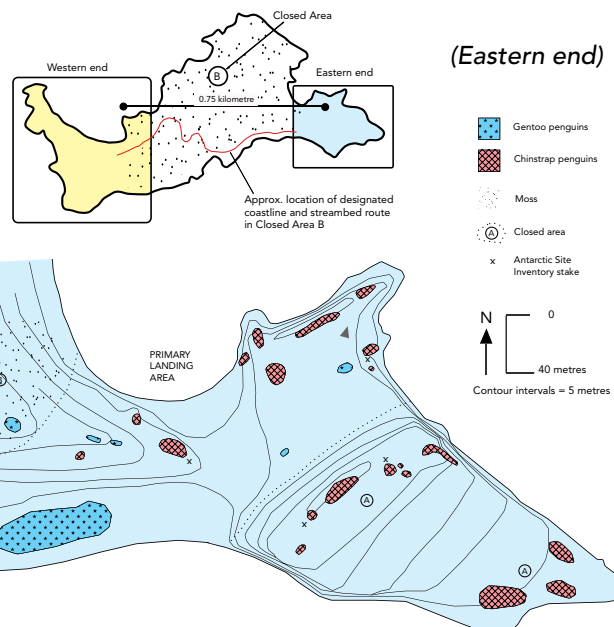 Closed Area
Western end
B
Eastern end
0.75 kilometre
Approx. location of designated
coastline and streambed route
in Closed Area B
(Eastern end)
Gentoo penguins
Chinstrap penguins
Moss
A
Closed area
x
Antarctic Site
Inventory stake
N
0
40 metres
Contour intervals = 5 metres
PRIMARY
LANDING
AREA
x
x
x
x
A
A